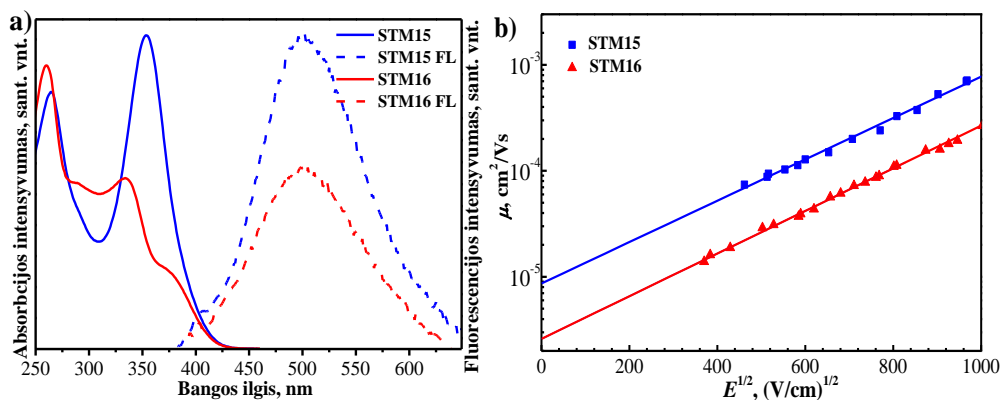 a)
Absorbcijos intensyvumas, sant. vnt.
STM15
STM15 FL
STM16
STM16 FL
250 300 350 400 450 500 550 600
Bangos ilgis, nm
Fluorescencijos intensyvumas, sant. vnt.
b)
μ, cm²/Vs
10⁻³
10⁻⁴
10⁻⁵
STM15
STM16
0 200 400 600 800 1000
E^{1/2}, (V/cm)^{1/2}